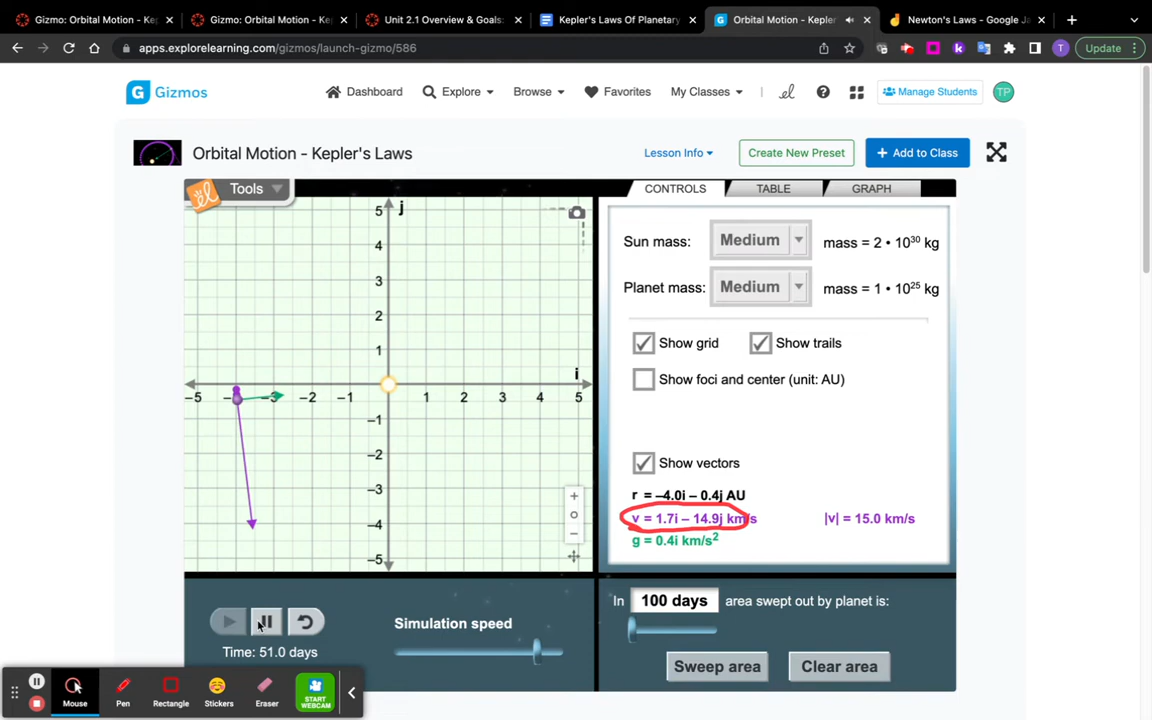 Gizmo: Orbital Motion - Kep
Gizmo: Orbital Motion - Kep
Unit 2.1 Overview & Goals:
Kepler's Laws Of Planetary
Orbital Motion - Kepler
Newton's Laws - Google Ja
apps.explorelearning.com/gizmos/launch-gizmo/586
T
Update
G Gizmos
Dashboard
Explore
Browse
Favorites
My Classes
el
?
Manage Students
TP
Orbital Motion - Kepler's Laws
Lesson Info
Create New Preset
+ Add to Class
el Tools
CONTROLS
TABLE
GRAPH
j
5
4
3
2
1
i
-5
-3
-2
-1
1
2
3
4
5
-1
-2
-3
-4
-5
Sun mass: Medium mass = 2 • 10³⁰ kg
Planet mass: Medium mass = 1 • 10²⁵ kg
Show grid
Show trails
Show foci and center (unit: AU)
Show vectors
r = –4.0i – 0.4j AU
v = 1.7i – 14.9j km/s |v| = 15.0 km/s
g = 0.4i km/s²
Simulation speed
Time: 51.0 days
In 100 days area swept out by planet is:
Sweep area
Clear area
Mouse
Pen
Rectangle
Stickers
Eraser
START
WEBCAM